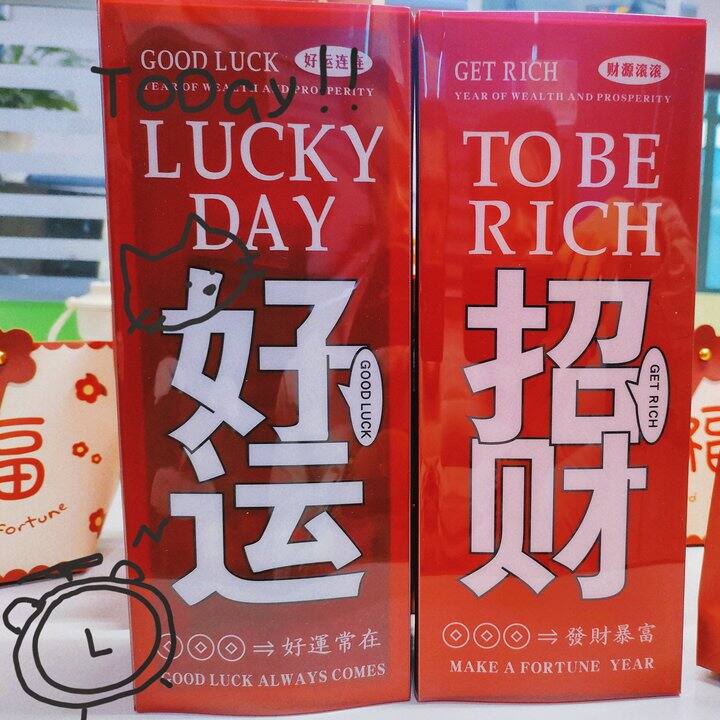 TODay!!
GOOD LUCK
好运连连
YEAR OF WEALTH AND PROSPERITY
LUCKY
DAY
好运
GOOD LUCK
⇒好運常在
GOOD LUCK ALWAYS COMES
GET RICH
财源滚滚
YEAR OF WEALTH AND PROSPERITY
TO BE
RICH
招财
GET RICH
⇒發財暴富
MAKE A FORTUNE YEAR
福
fortune